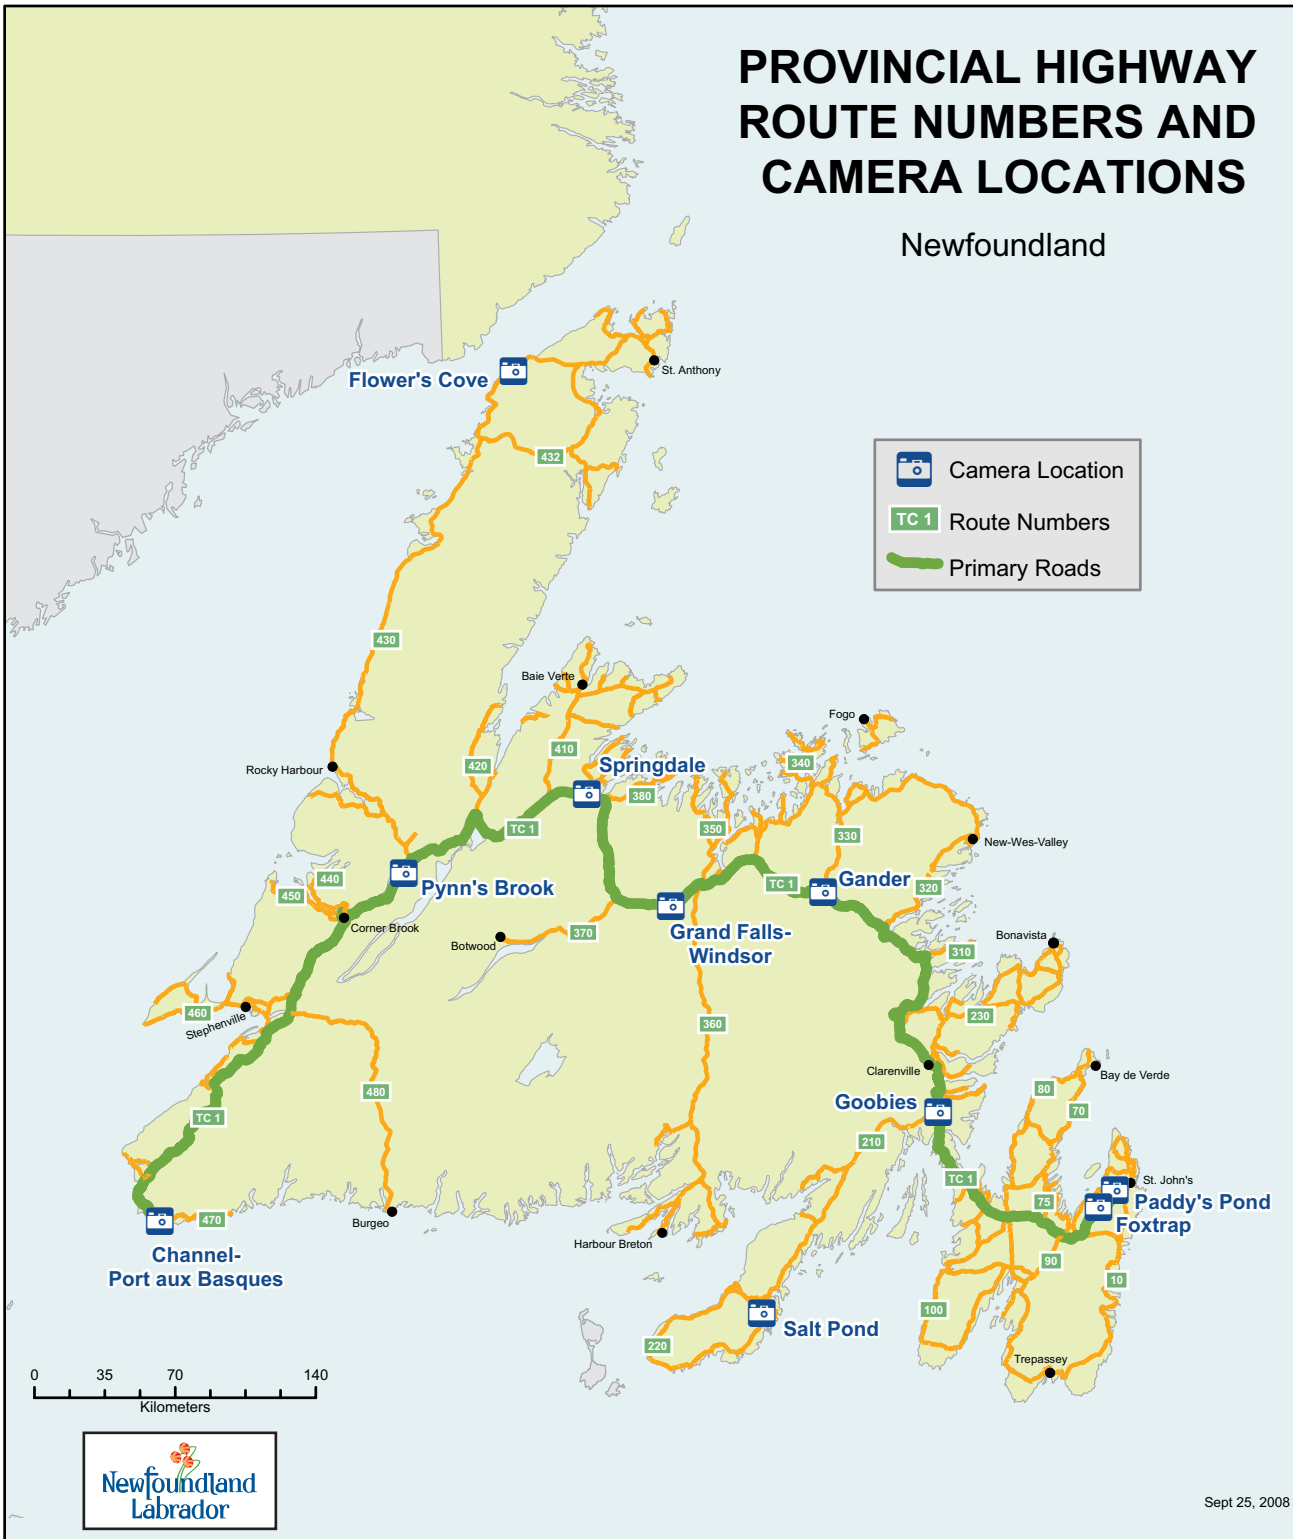 PROVINCIAL HIGHWAY
ROUTE NUMBERS AND
CAMERA LOCATIONS
Newfoundland
St. Anthony
Flower's Cove
432
Camera Location
TC 1 Route Numbers
Primary Roads
430
Baie Verte
Fogo
410
340
Rocky Harbour
420
Springdale
380
TC 1
350
330
New-Wes-Valley
440
450
Pynn's Brook
TC 1
Gander
320
Corner Brook
370
Grand Falls-
Windsor
Botwood
Bonavista
310
460
Stephenville
230
360
Clarenville
Bay de Verde
480
Goobies
80
70
TC 1
210
TC 1
St. John's
75
Paddy's Pond
Foxtrap
470
Burgeo
Harbour Breton
Channel-
Port aux Basques
90
10
100
Salt Pond
220
Trepassey
0 35 70 140
Kilometers
Newfoundland
Labrador
Sept 25, 2008